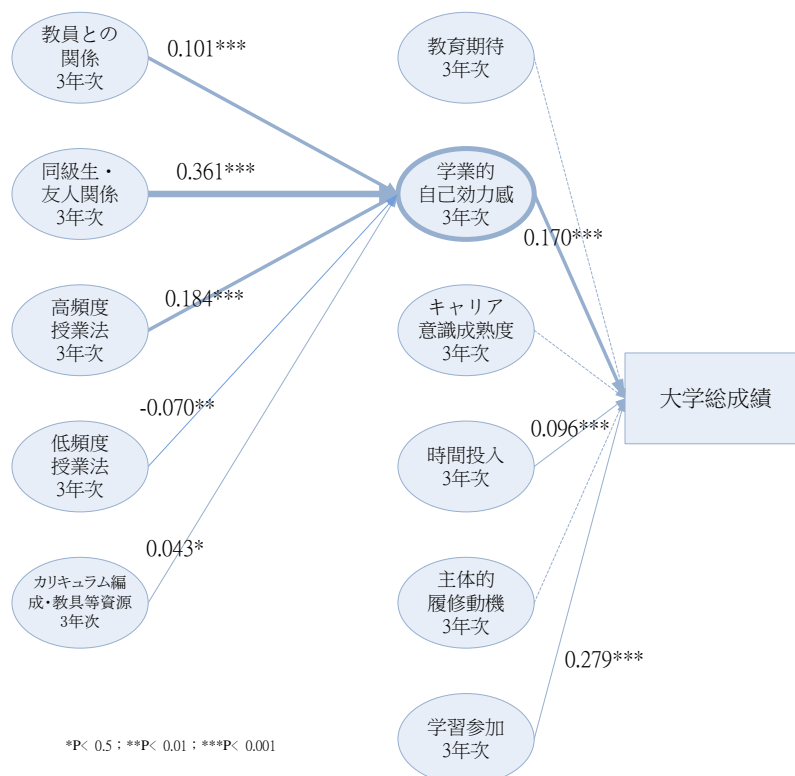 教員との
関係
3年次
0.101***
同級生・
友人関係
3年次
0.361***
高頻度
授業法
3年次
0.184***
低頻度
授業法
3年次
-0.070**
カリキュラム編
成・教具等資源
3年次
0.043*
教育期待
3年次
学業的
自己効力感
3年次
0.170***
キャリア
意識成熟度
3年次
時間投入
3年次
0.096***
主体的
履修動機
3年次
学習参加
3年次
0.279***
大学総成績
*P< 0.5；**P< 0.01；***P< 0.001